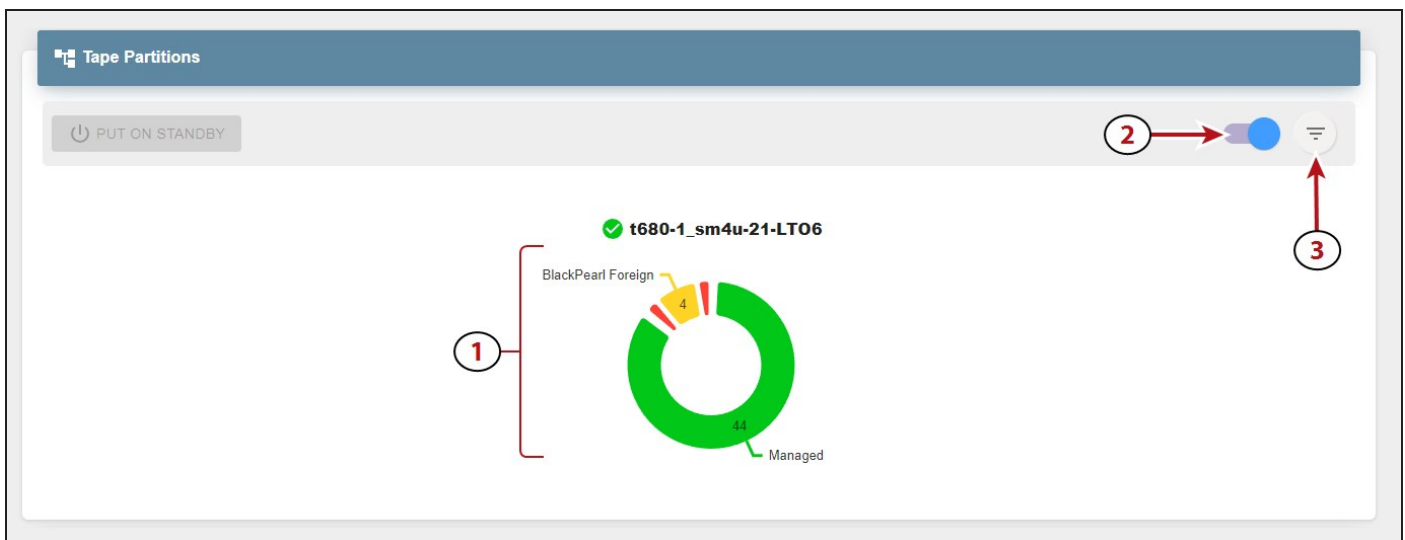 Tape Partitions
PUT ON STANDBY
2
3
t680-1_sm4u-21-LTO6
BlackPearl Foreign
4
1
44
Managed